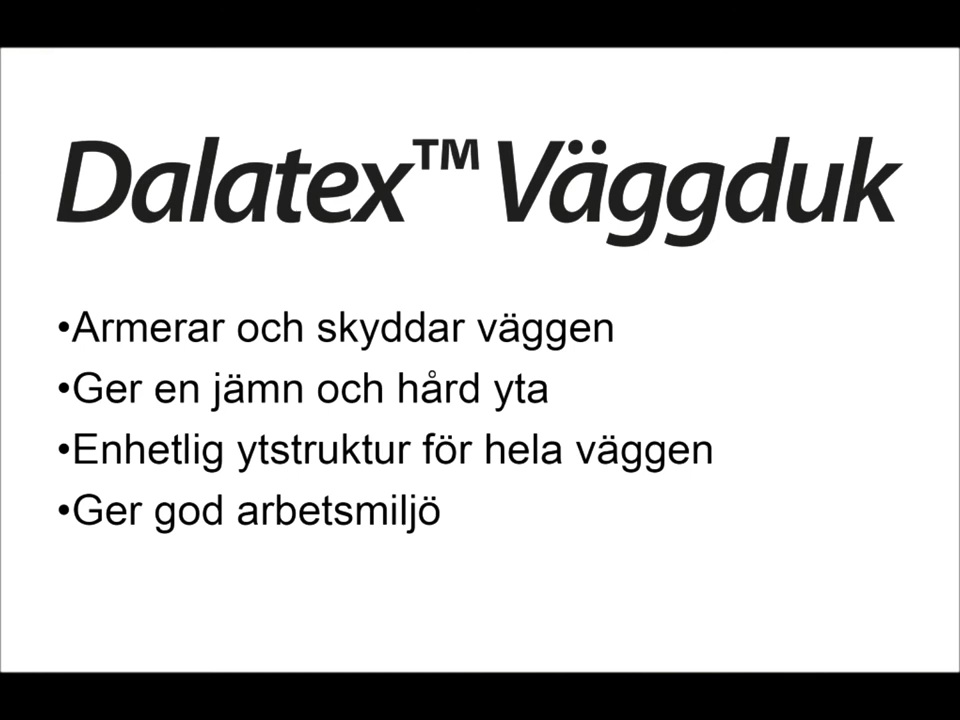 Dalatex™ Väggduk
•Armerar och skyddar väggen
•Ger en jämn och hård yta
•Enhetlig ytstruktur för hela väggen
•Ger god arbetsmiljö